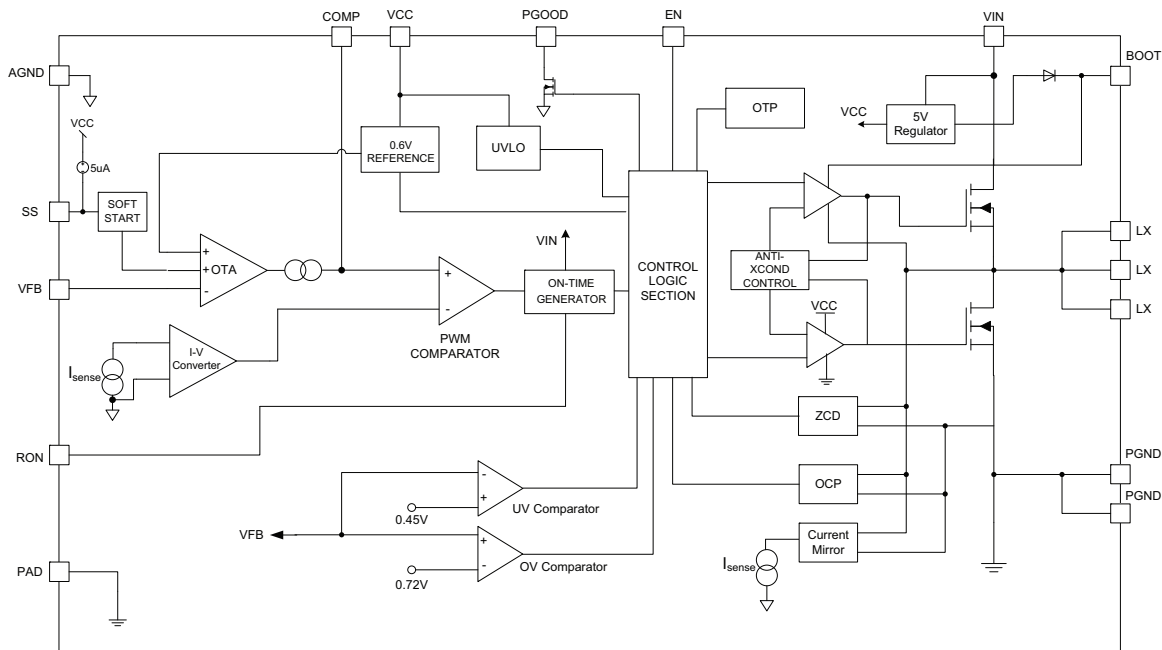 COMP
VCC
PGOOD
EN
VIN
BOOT
AGND
VCC
5uA
0.6V
REFERENCE
UVLO
OTP
VCC
5V
Regulator
SS
SOFT
START
+
+
OTA
-
VFB
VIN
ON-TIME
GENERATOR
+
-
PWM
COMPARATOR
CONTROL
LOGIC
SECTION
ANTI-
XCOND
CONTROL
VCC
LX
LX
LX
I-V
Converter
Isense
ZCD
RON
OCP
PGND
PGND
-
+
0.45V
UV Comparator
VFB
+
-
0.72V
OV Comparator
Current
Mirror
Isense
PAD